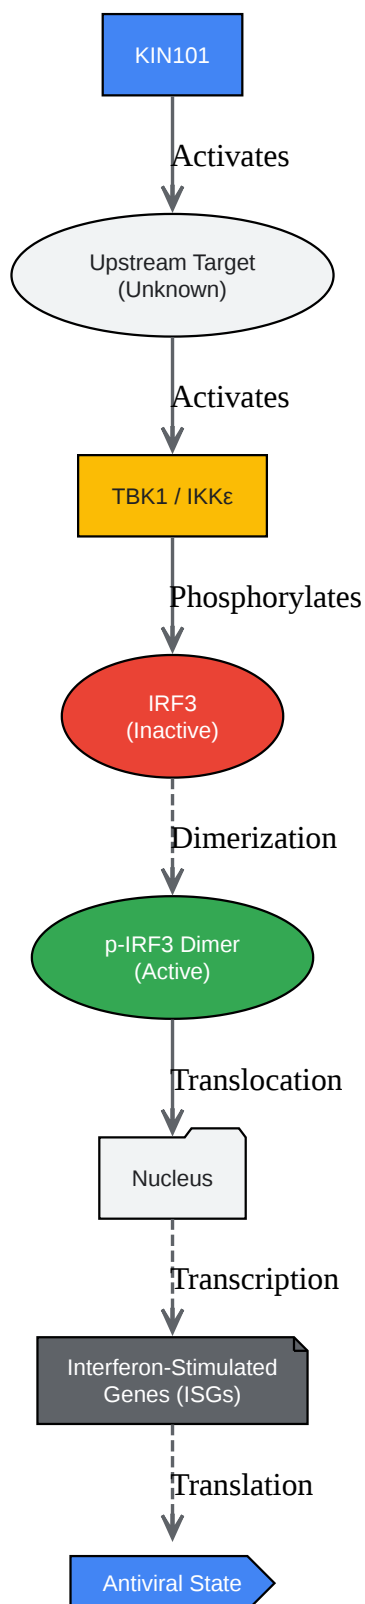 KIN101
Activates
Upstream Target
(Unknown)
Activates
TBK1 / IKKε
Phosphorylates
IRF3
(Inactive)
Dimerization
p-IRF3 Dimer
(Active)
Translocation
Nucleus
Transcription
Interferon-Stimulated
Genes (ISGs)
Translation
Antiviral State